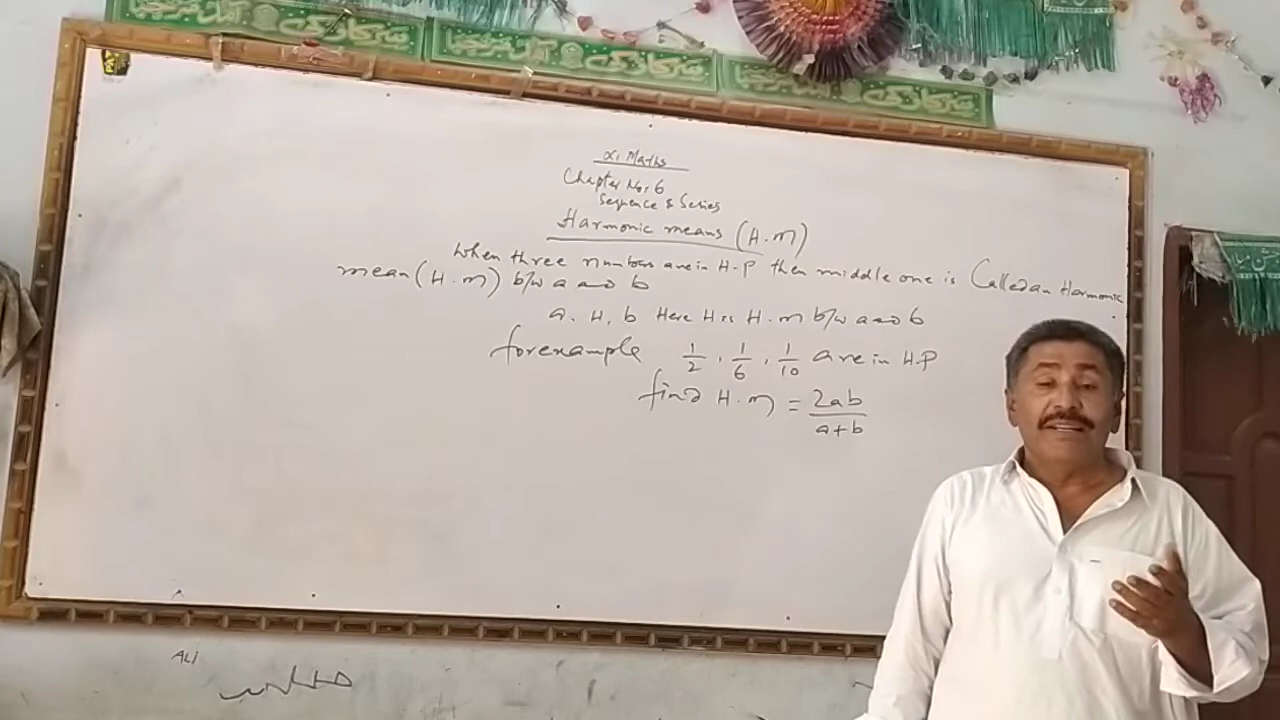 XI Maths
Chapter No: 6
Sequence & Series
Harmonic means (H.M)
When three numbers are in H.P then middle one is Called an Harmonic
mean (H.M) b/w a and b
a, H, b Here H is H.M b/w a and b
for example 1/2, 1/6, 1/10 are in H.P
find H.M = 2ab/a+b
ALI